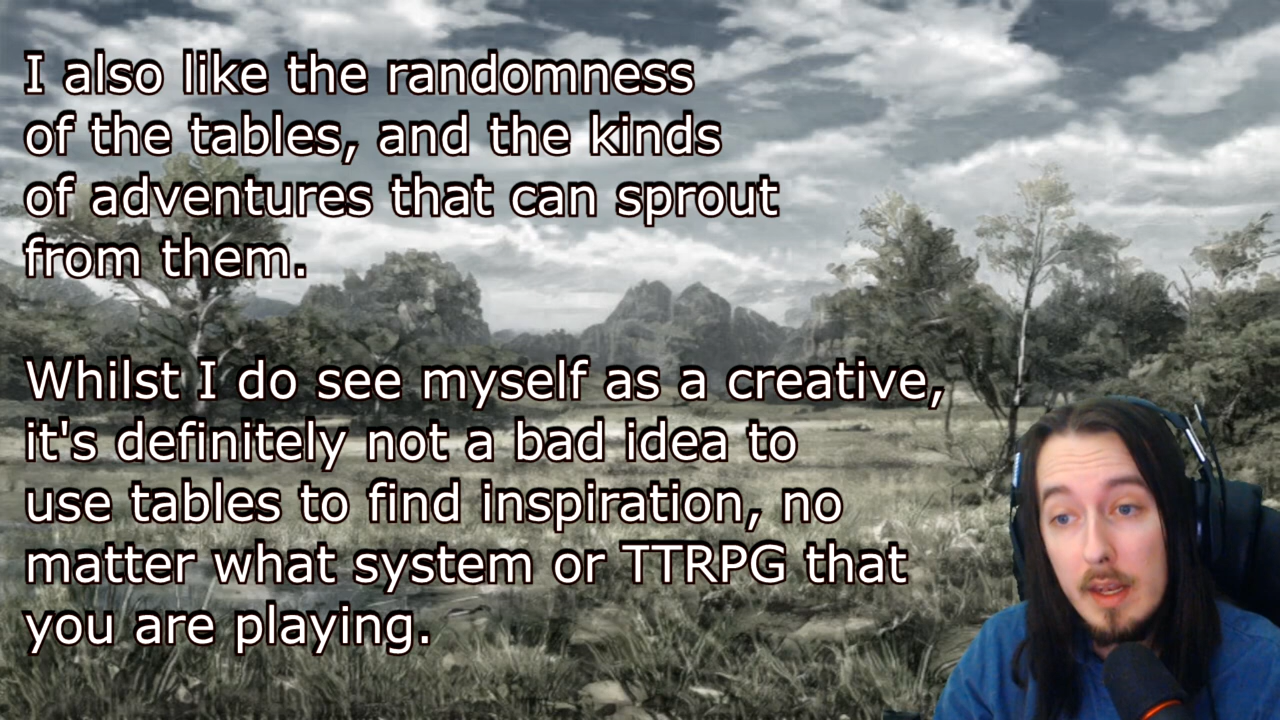 I also like the randomness
of the tables, and the kinds
of adventures that can sprout
from them.
Whilst I do see myself as a creative,
it's definitely not a bad idea to
use tables to find inspiration, no
matter what system or TTRPG that
you are playing.